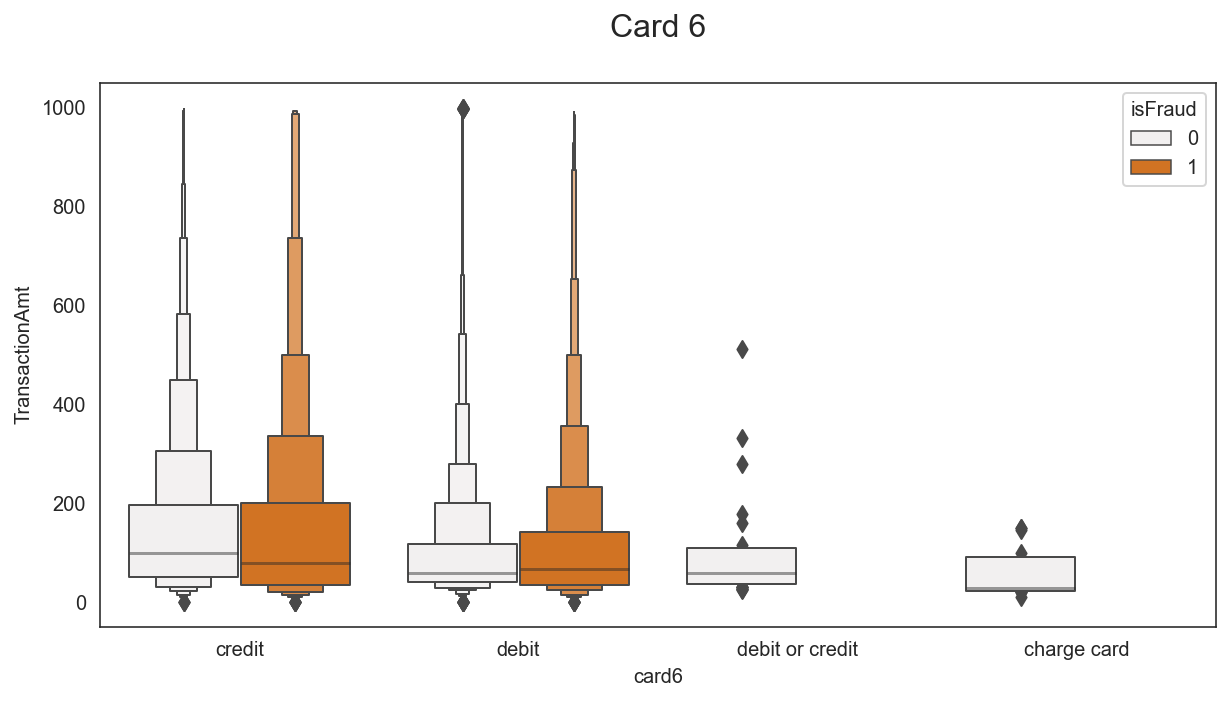 Card 6
isFraud
0
1
1000
800
600
400
200
0
TransactionAmt
credit
debit
debit or credit
charge card
card6